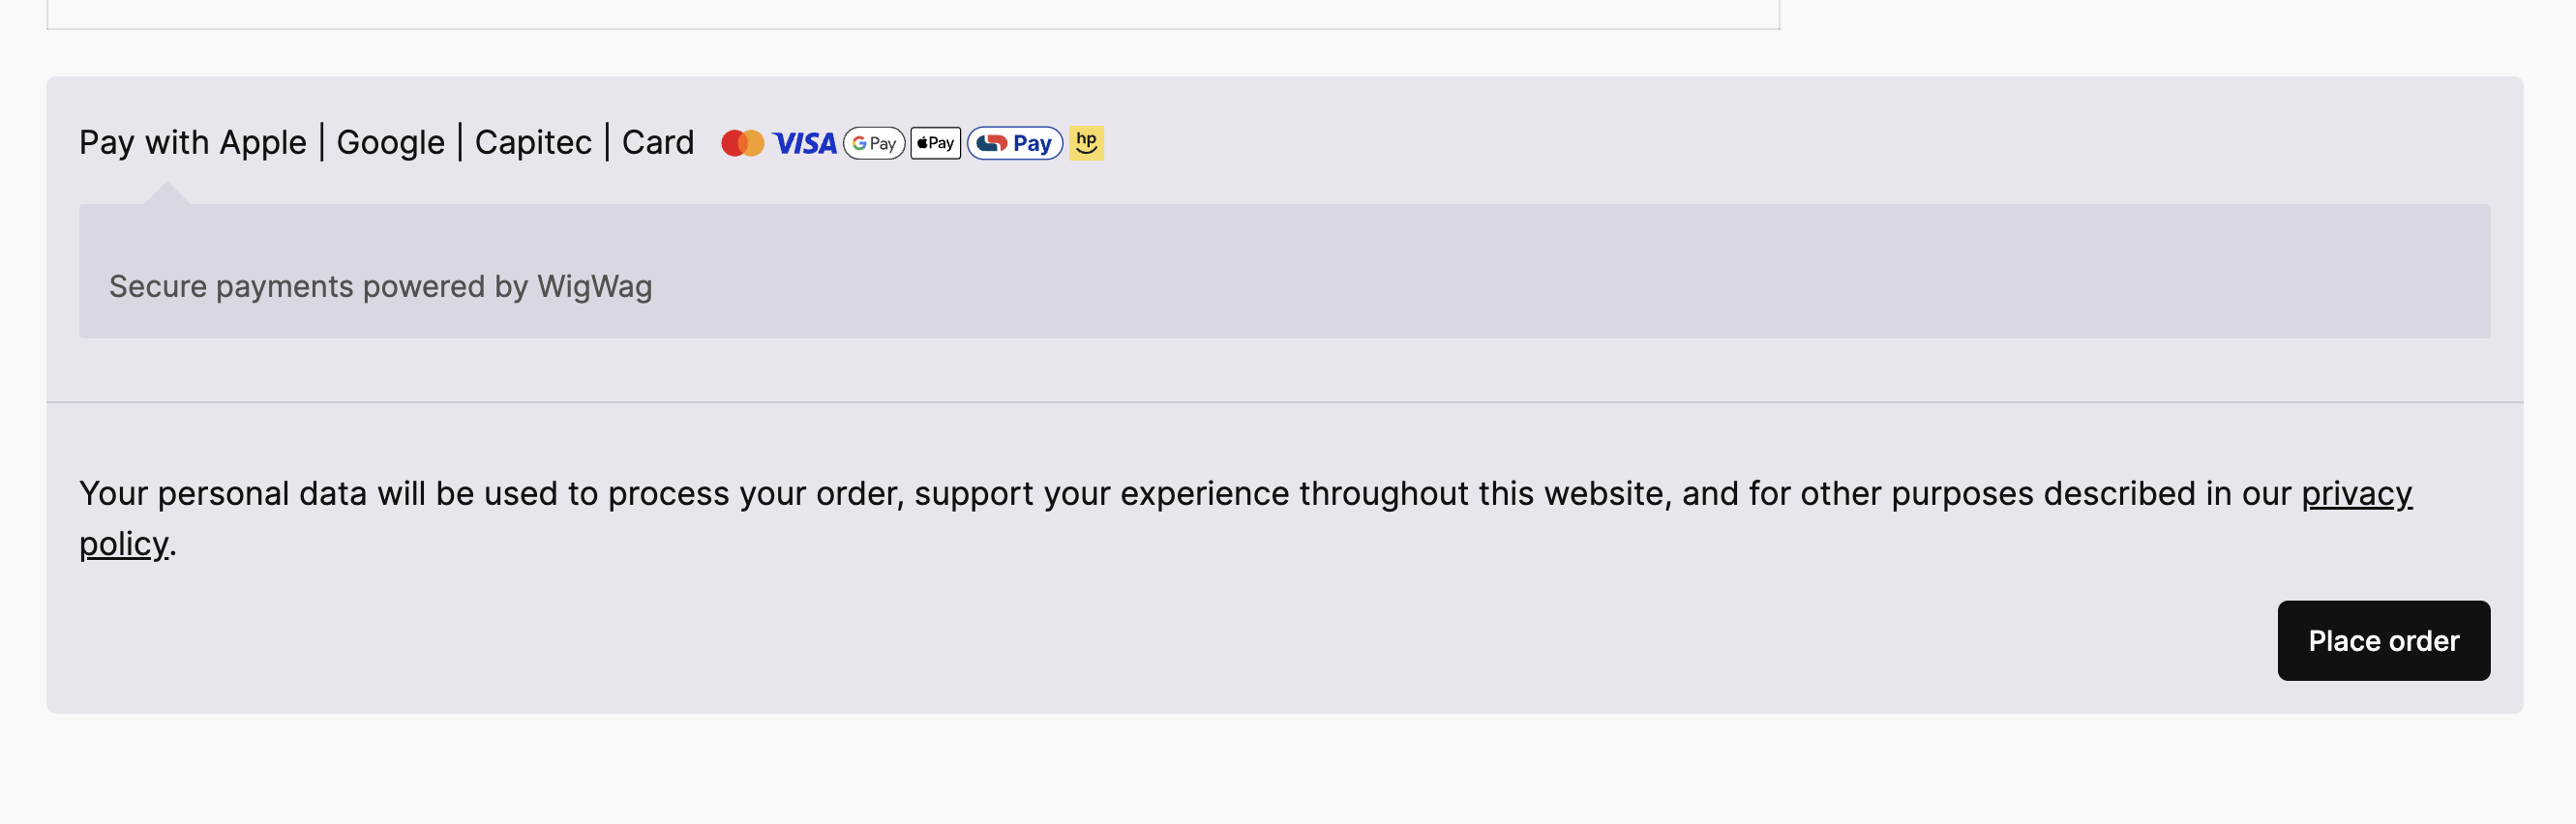 Pay with Apple | Google | Capitec | Card VISA G Pay Pay Pay hp
Secure payments powered by WigWag
Your personal data will be used to process your order, support your experience throughout this website, and for other purposes described in our privacy
policy.
Place order